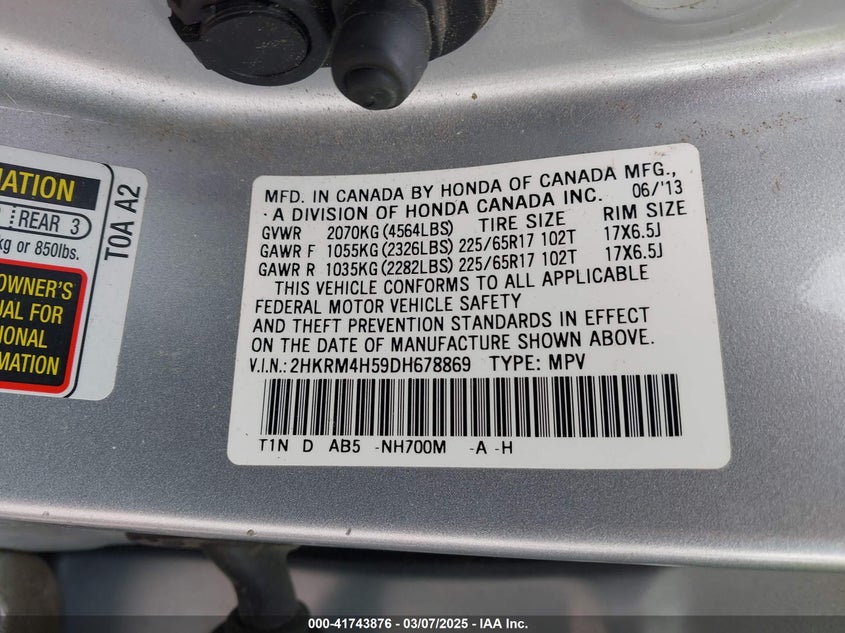 MATION
REAR 3
kg or 850lbs.
OWNER'S
UAL FOR
IONAL
RMATION
T0A A2
MFD. IN CANADA BY HONDA OF CANADA MFG.,
A DIVISION OF HONDA CANADA INC. 06/'13
GVWR 2070KG(4564LBS) TIRE SIZE RIM SIZE
GAWR F 1055KG(2326LBS) 225/65R17 102T 17X6.5J
GAWR R 1035KG(2282LBS) 225/65R17 102T 17X6.5J
THIS VEHICLE CONFORMS TO ALL APPLICABLE
FEDERAL MOTOR VEHICLE SAFETY
AND THEFT PREVENTION STANDARDS IN EFFECT
ON THE DATE OF MANUFACTURE SHOWN ABOVE.
V.I.N.:2HKRM4H59DH678869 TYPE: MPV
T1N D AB5 -NH700M -A -H
000-41743876 - 03/07/2025 - IAA Inc.